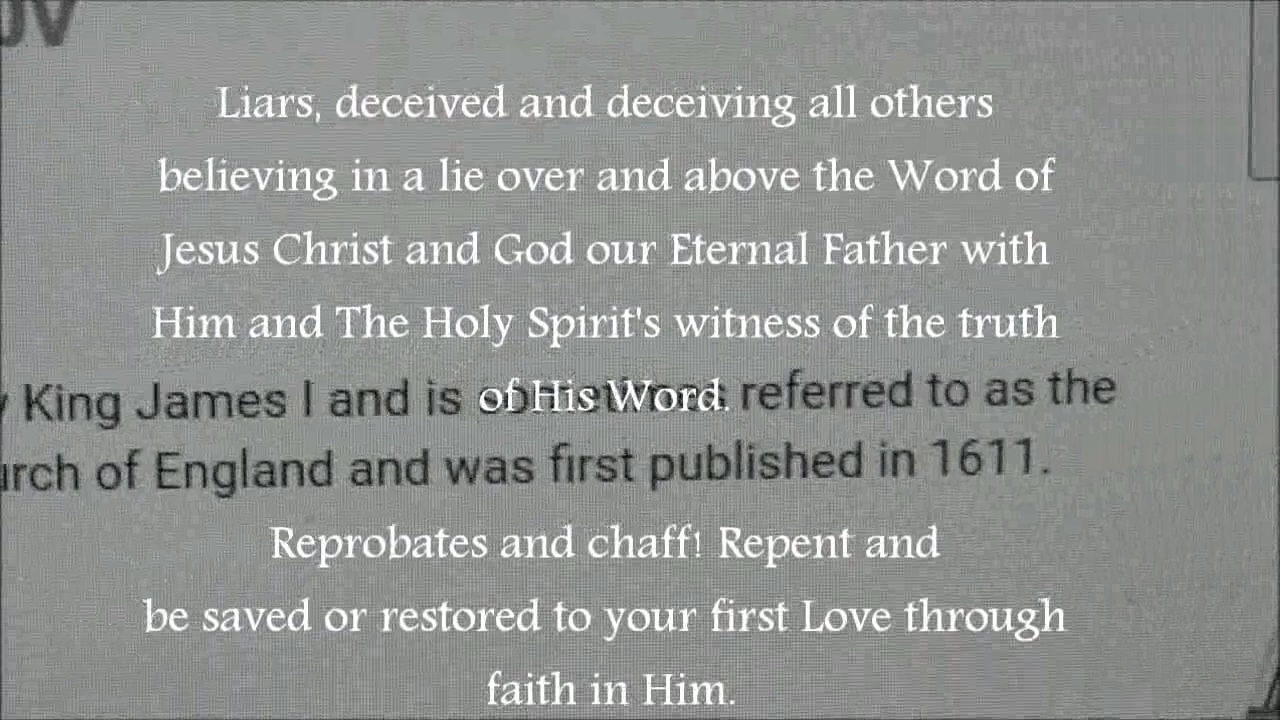 Liars, deceived and deceiving all others
believing in a lie over and above the Word of
Jesus Christ and God our Eternal Father with
Him and The Holy Spirit's witness of the truth
of His Word.
King James I and is referred to as the
of England and was first published in 1611.
Reprobates and chaff! Repent and
be saved or restored to your first Love through
faith in Him.